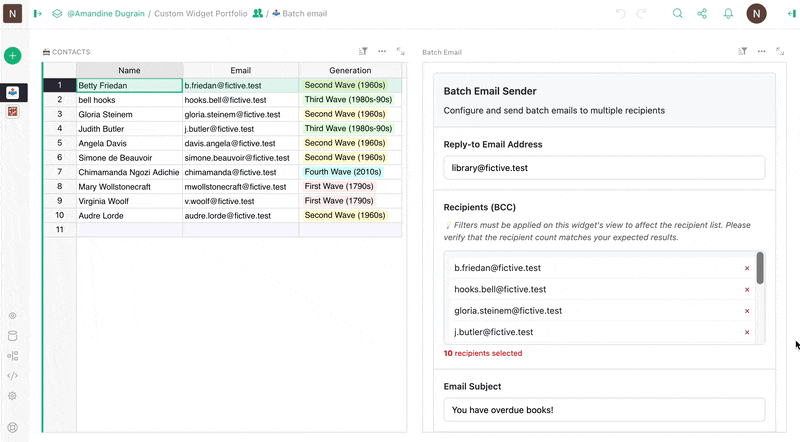 N @Amandine Dugrain / Custom Widget Portfolio / Batch email N
CONTACTS
Name Email Generation
1 Betty Friedan b.friedan@fictive.test Second Wave (1960s)
2 bell hooks hooks.bell@fictive.test Third Wave (1980s-90s)
3 Gloria Steinem gloria.steinem@fictive.test Second Wave (1960s)
4 Judith Butler j.butler@fictive.test Third Wave (1980s-90s)
5 Angela Davis davis.angela@fictive.test Second Wave (1960s)
6 Simone de Beauvoir simone.beauvoir@fictive.test Second Wave (1960s)
7 Chimamanda Ngozi Adichie chimamanda@fictive.test Fourth Wave (2010s)
8 Mary Wollstonecraft mwollstonecraft@fictive.test First Wave (1790s)
9 Virginia Woolf v.woolf@fictive.test First Wave (1790s)
10 Audre Lorde audre.lorde@fictive.test Second Wave (1960s)
11
Batch Email
Batch Email Sender
Configure and send batch emails to multiple recipients
Reply-to Email Address
library@fictive.test
Recipients (BCC)
Filters must be applied on this widget's view to affect the recipient list. Please
verify that the recipient count matches your expected results.
b.friedan@fictive.test ×
hooks.bell@fictive.test ×
gloria.steinem@fictive.test ×
j.butler@fictive.test ×
10 recipients selected
Email Subject
You have overdue books!